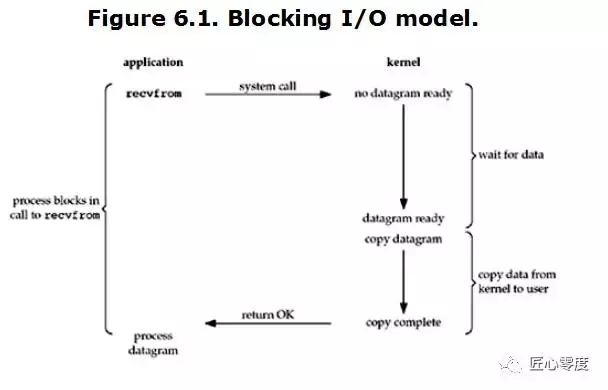 Figure 6.1. Blocking I/O model.
application
kernel
recvfrom
system call
no datagram ready
wait for data
process blocks in
call to recvfrom
datagram ready
copy datagram
copy data from
kernel to user
return OK
copy complete
process
datagram
匠心零度